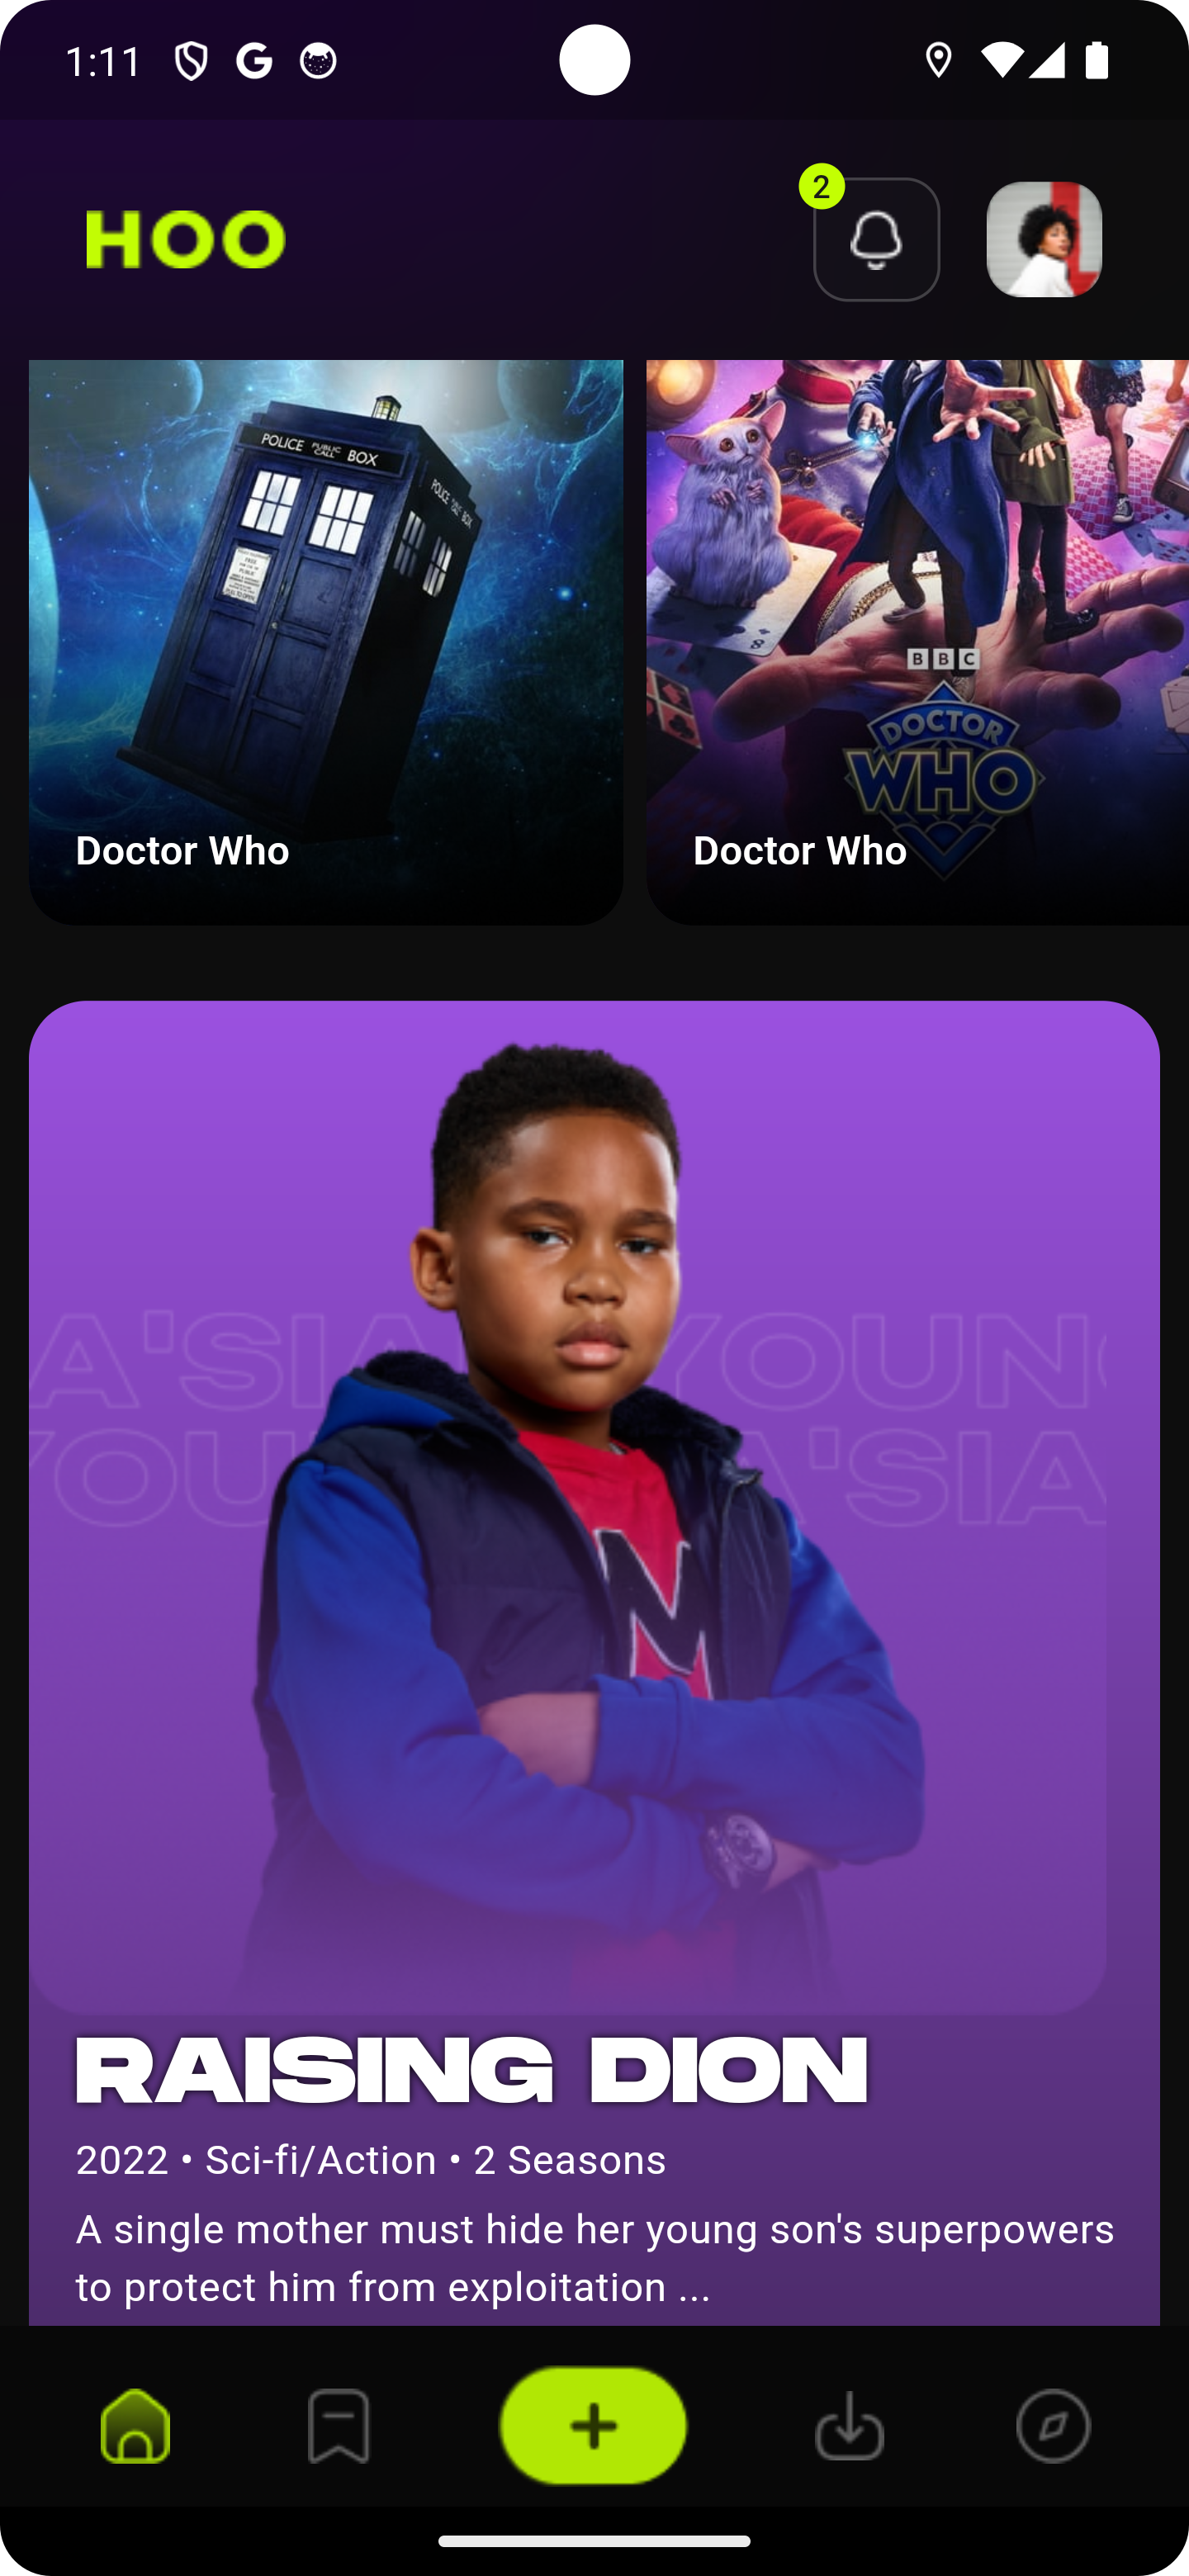 1:11
HOO
2
POLICE PUBLIC CALL BOX
BBC
DOCTOR
WHO
Doctor Who
Doctor Who
A'SIA YOUN
YOU A'SIA
N
RAISING DION
2022 • Sci-fi/Action • 2 Seasons
A single mother must hide her young son's superpowers
to protect him from exploitation ...